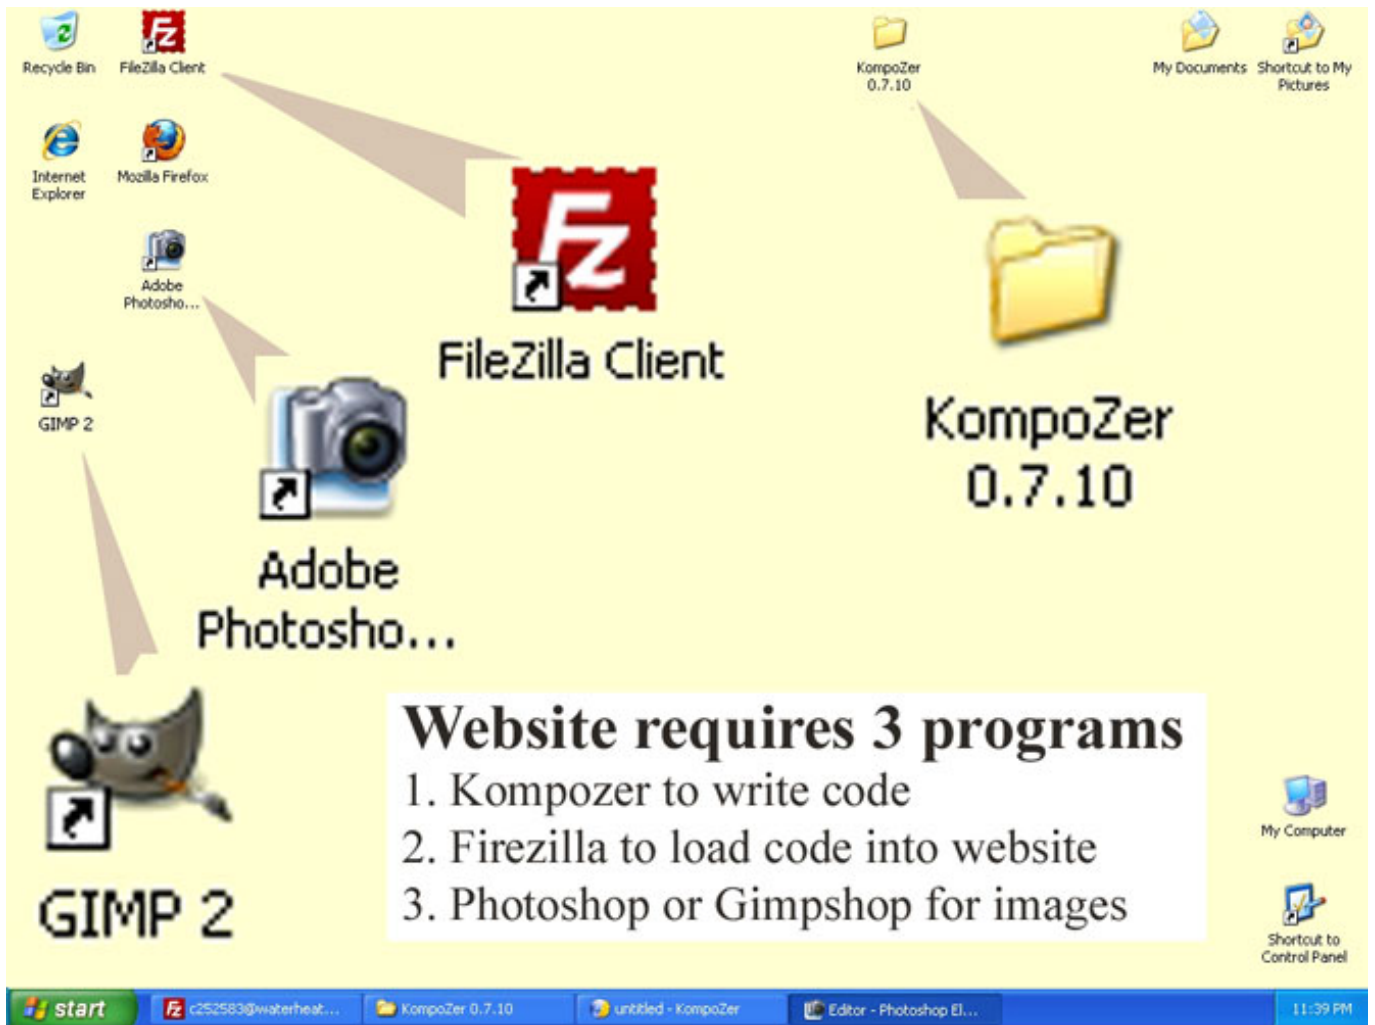 Recycle Bin
FileZilla Client
KompoZer
0.7.10
My Documents
Shortcut to My
Pictures
Internet
Explorer
Mozilla Firefox
Adobe
Photosho...
GIMP 2
FileZilla Client
KompoZer
0.7.10
Adobe
Photosho...
GIMP 2
Website requires 3 programs
1. Kompozer to write code
2. Firezilla to load code into website
3. Photoshop or Gimpshop for images
My Computer
Shortcut to
Control Panel
start
c252583@waterheat...
KompoZer 0.7.10
untitled - KompoZer
Editor - Photoshop El...
11:39 PM